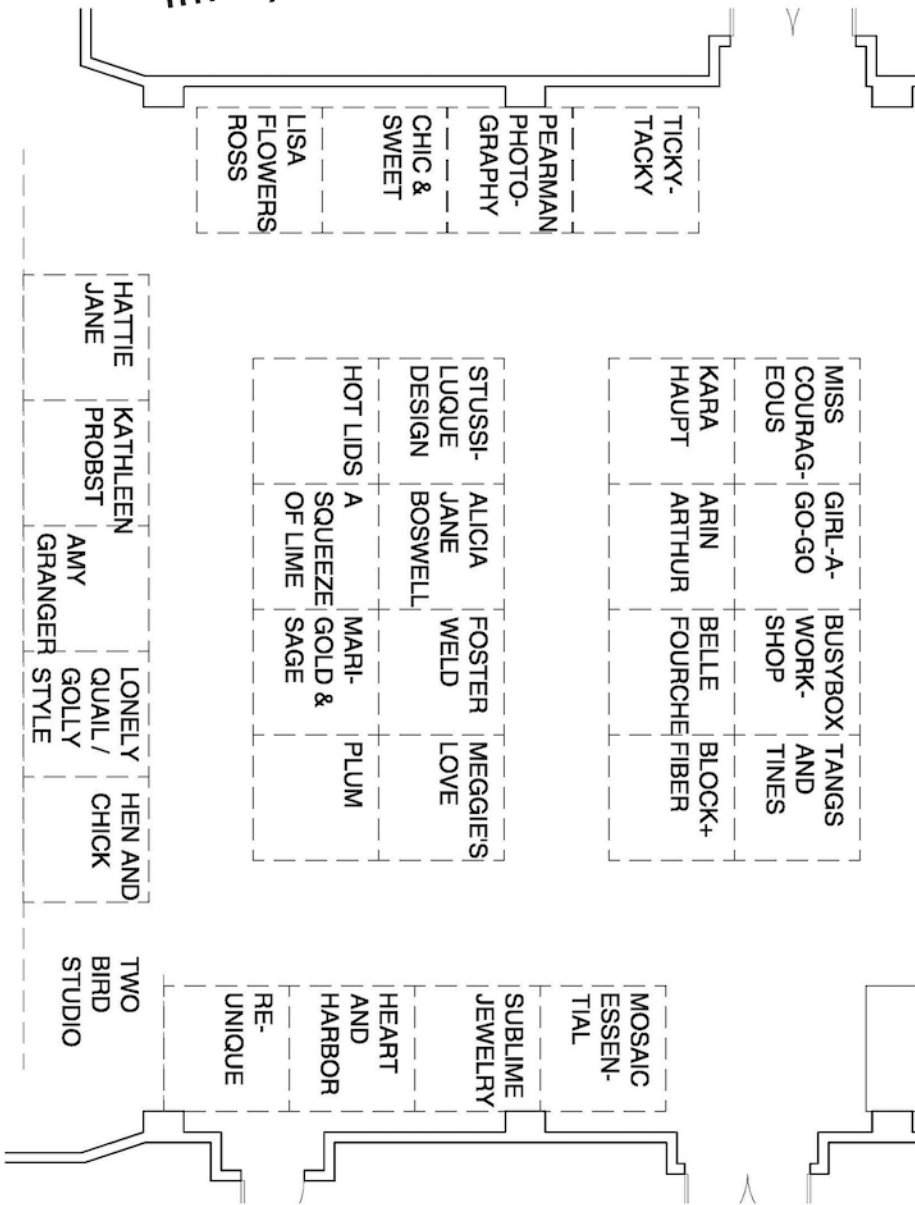 TICKY-
TACKY
PEARMAN
PHOTO-
GRAPHY
CHIC &
SWEET
LISA
FLOWERS
ROSS
MISS
COURAG-
EOUS
GIRL-A-
GO-GO
BUSYBOX
WORK-
SHOP
TANGS
AND
TINES
KARA
HAUPT
ARIN
ARTHUR
BELLE
FOURCHE
BLOCK+
FIBER
STUSSI-
LUQUE
DESIGN
ALICIA
JANE
BOSWELL
FOSTER
WELD
MEGGIE'S
LOVE
HOT LIDS
A
SQUEEZE
OF LIME
MARI-
GOLD &
SAGE
PLUM
HATTIE
JANE
KATHLEEN
PROBST
AMY
GRANGER
LONELY
QUAIL /
GOLLY
STYLE
HEN AND
CHICK
TWO
BIRD
STUDIO
MOSAIC
ESSEN-
TIAL
SUBLIME
JEWELRY
HEART
AND
HARBOR
RE-
UNIQUE